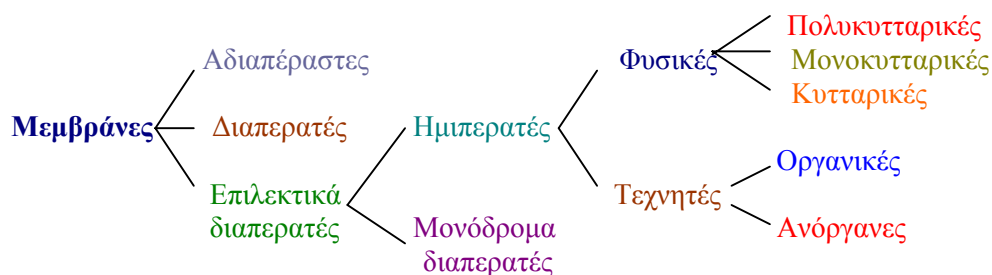 Μεμβράνες
Αδιαπέραστες
Διαπερατές
Επιλεκτικά
διαπερατές
Ημιπερατές
Μονόδρομα
διαπερατές
Φυσικές
Πολυκυτταρικές
Μονοκυτταρικές
Κυτταρικές
Τεχνητές
Οργανικές
Ανόργανες